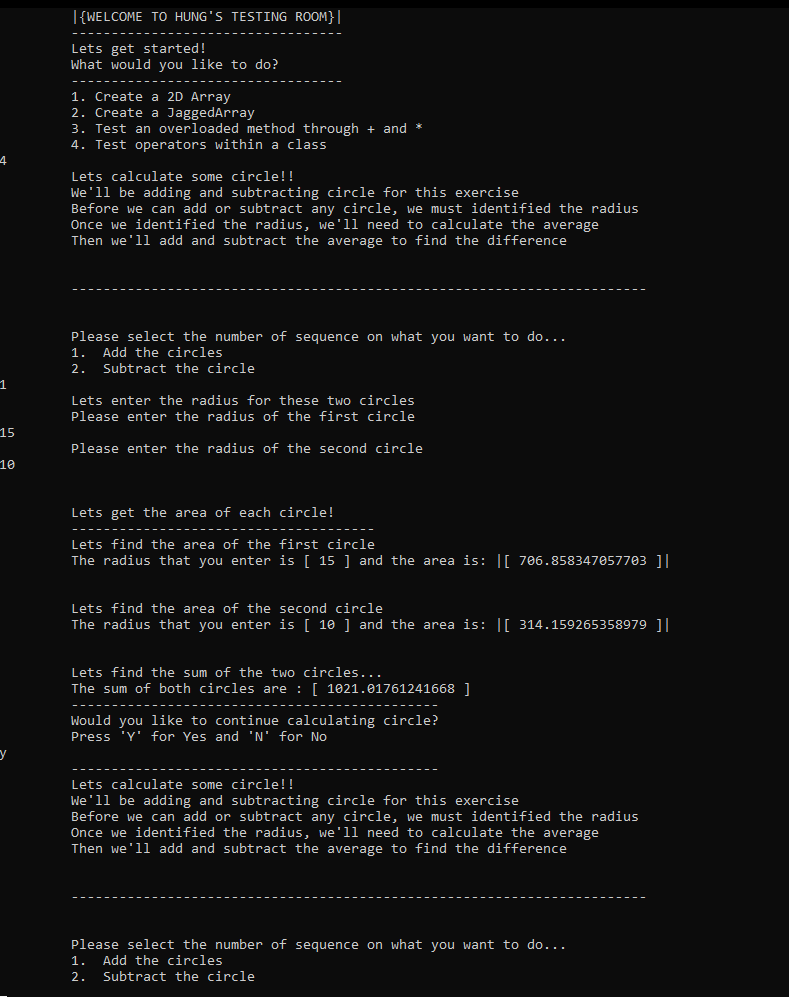 |{WELCOME TO HUNG'S TESTING ROOM}|
----------------------------------
Lets get started!
What would you like to do?
----------------------------------
1. Create a 2D Array
2. Create a JaggedArray
3. Test an overloaded method through + and *
4. Test operators within a class
4
Lets calculate some circle!!
We'll be adding and subtracting circle for this exercise
Before we can add or subtract any circle, we must identified the radius
Once we identified the radius, we'll need to calculate the average
Then we'll add and subtract the average to find the difference
------------------------------------------------------------------------
Please select the number of sequence on what you want to do...
1.  Add the circles
2.  Subtract the circle
1
Lets enter the radius for these two circles
Please enter the radius of the first circle
15
Please enter the radius of the second circle
10
Lets get the area of each circle!
--------------------------------------
Lets find the area of the first circle
The radius that you enter is [ 15 ] and the area is: |[ 706.858347057703 ]|
Lets find the area of the second circle
The radius that you enter is [ 10 ] and the area is: |[ 314.159265358979 ]|
Lets find the sum of the two circles...
The sum of both circles are : [ 1021.01761241668 ]
----------------------------------------------
Would you like to continue calculating circle?
Press 'Y' for Yes and 'N' for No
y
----------------------------------------------
Lets calculate some circle!!
We'll be adding and subtracting circle for this exercise
Before we can add or subtract any circle, we must identified the radius
Once we identified the radius, we'll need to calculate the average
Then we'll add and subtract the average to find the difference
------------------------------------------------------------------------
Please select the number of sequence on what you want to do...
1.  Add the circles
2.  Subtract the circle